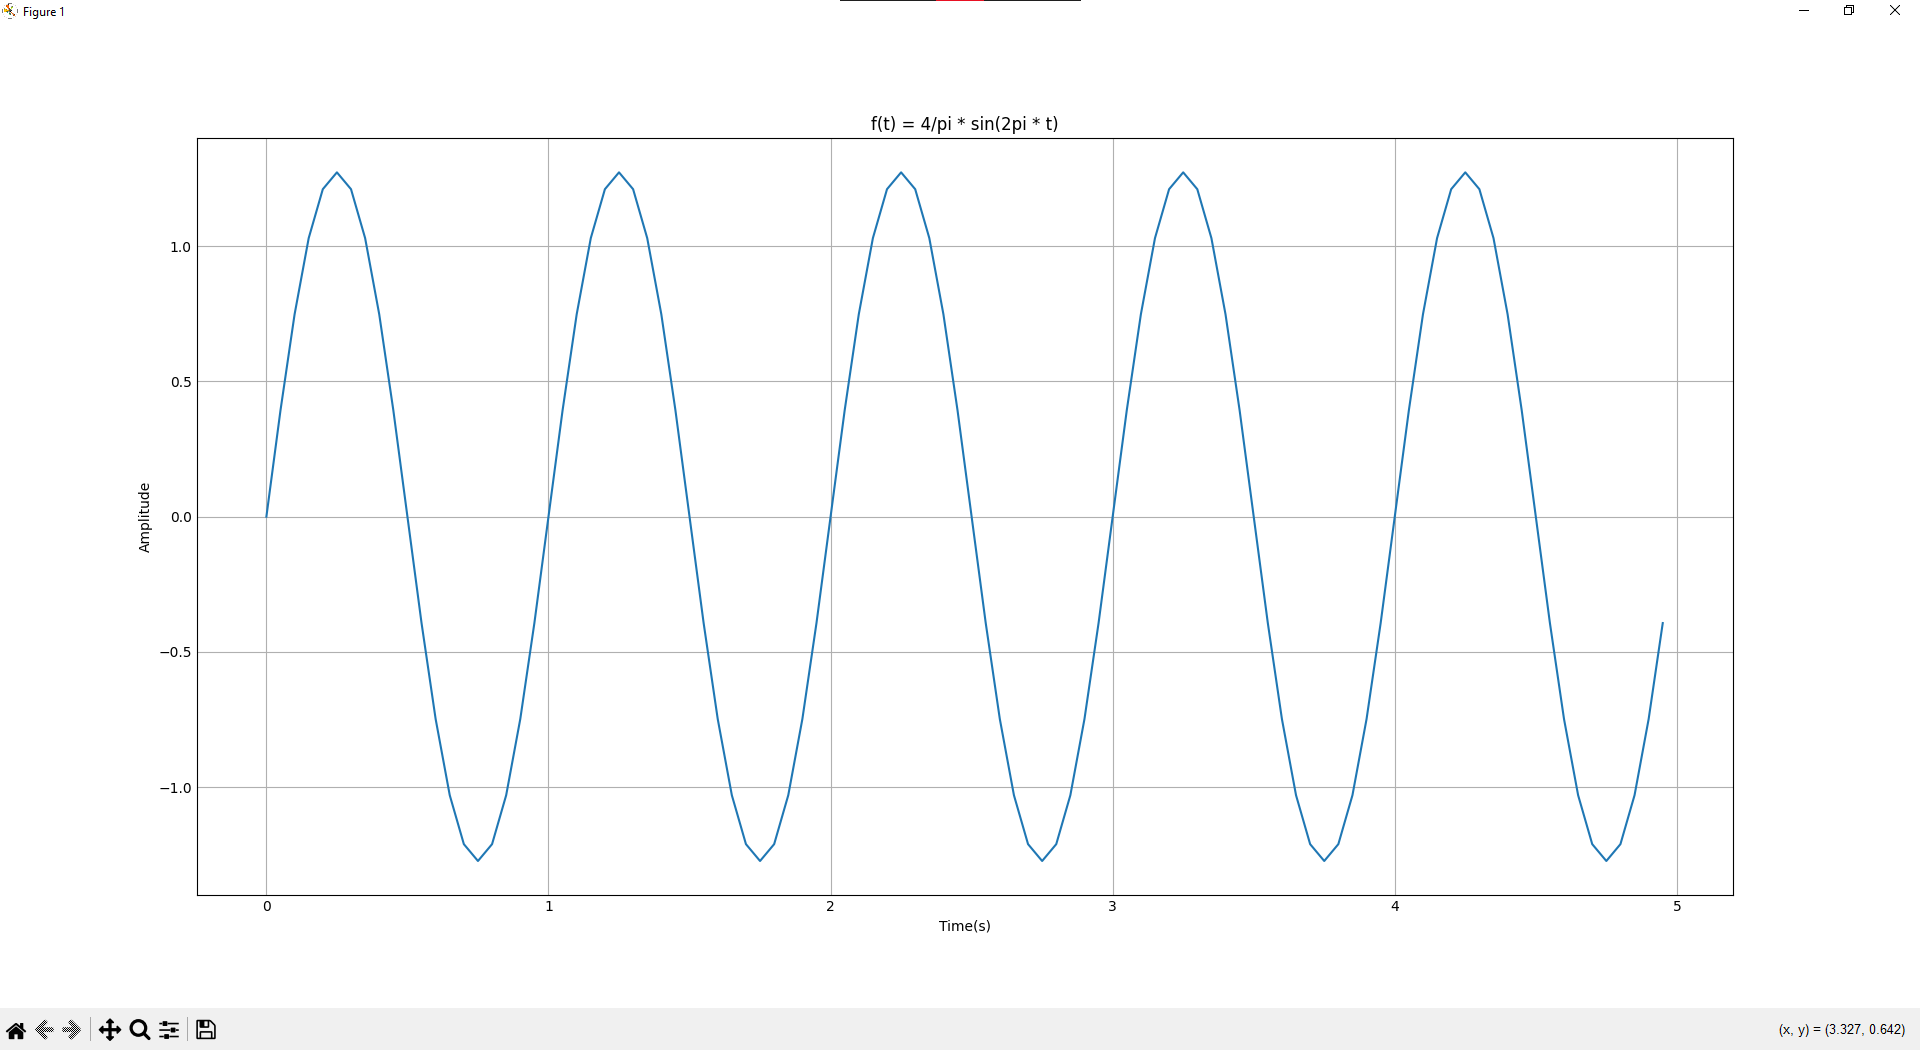 Figure 1
f(t) = 4/pi * sin(2pi * t)
1.0
0.5
0.0
−0.5
−1.0
Amplitude
0 1 2 3 4 5
Time(s)
(x, y) = (3.327, 0.642)